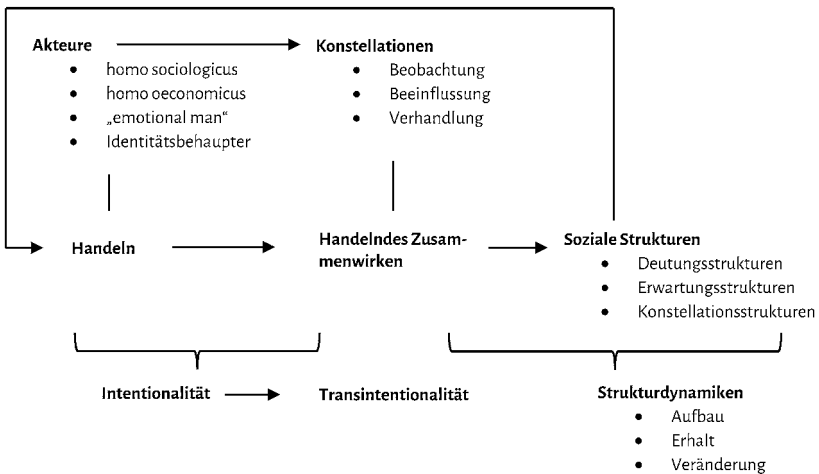 Akteure
homo sociologicus
homo oeconomicus
„emotional man“
Identitätsbehaupter
Konstellationen
Beobachtung
Beeinflussung
Verhandlung
Handeln
Handelndes Zusam-
menwirken
Soziale Strukturen
Deutungsstrukturen
Erwartungsstrukturen
Konstellationsstrukturen
Intentionalität
Transintentionalität
Strukturdynamiken
Aufbau
Erhalt
Veränderung